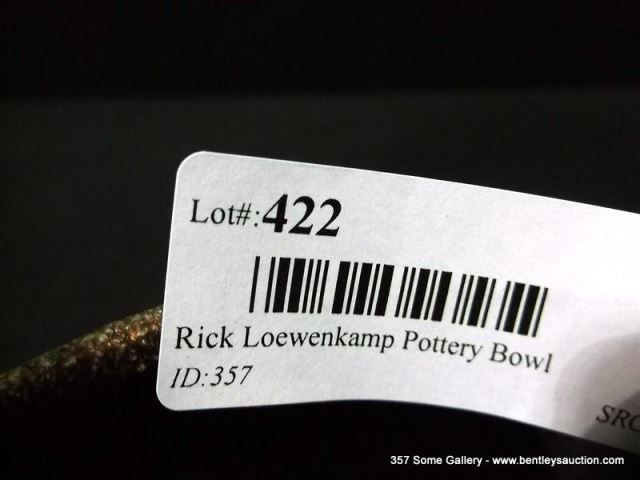 Lot#:422
Rick Loewenkamp Pottery Bowl
ID:357
357 Some Gallery - www.bentleysauction.com